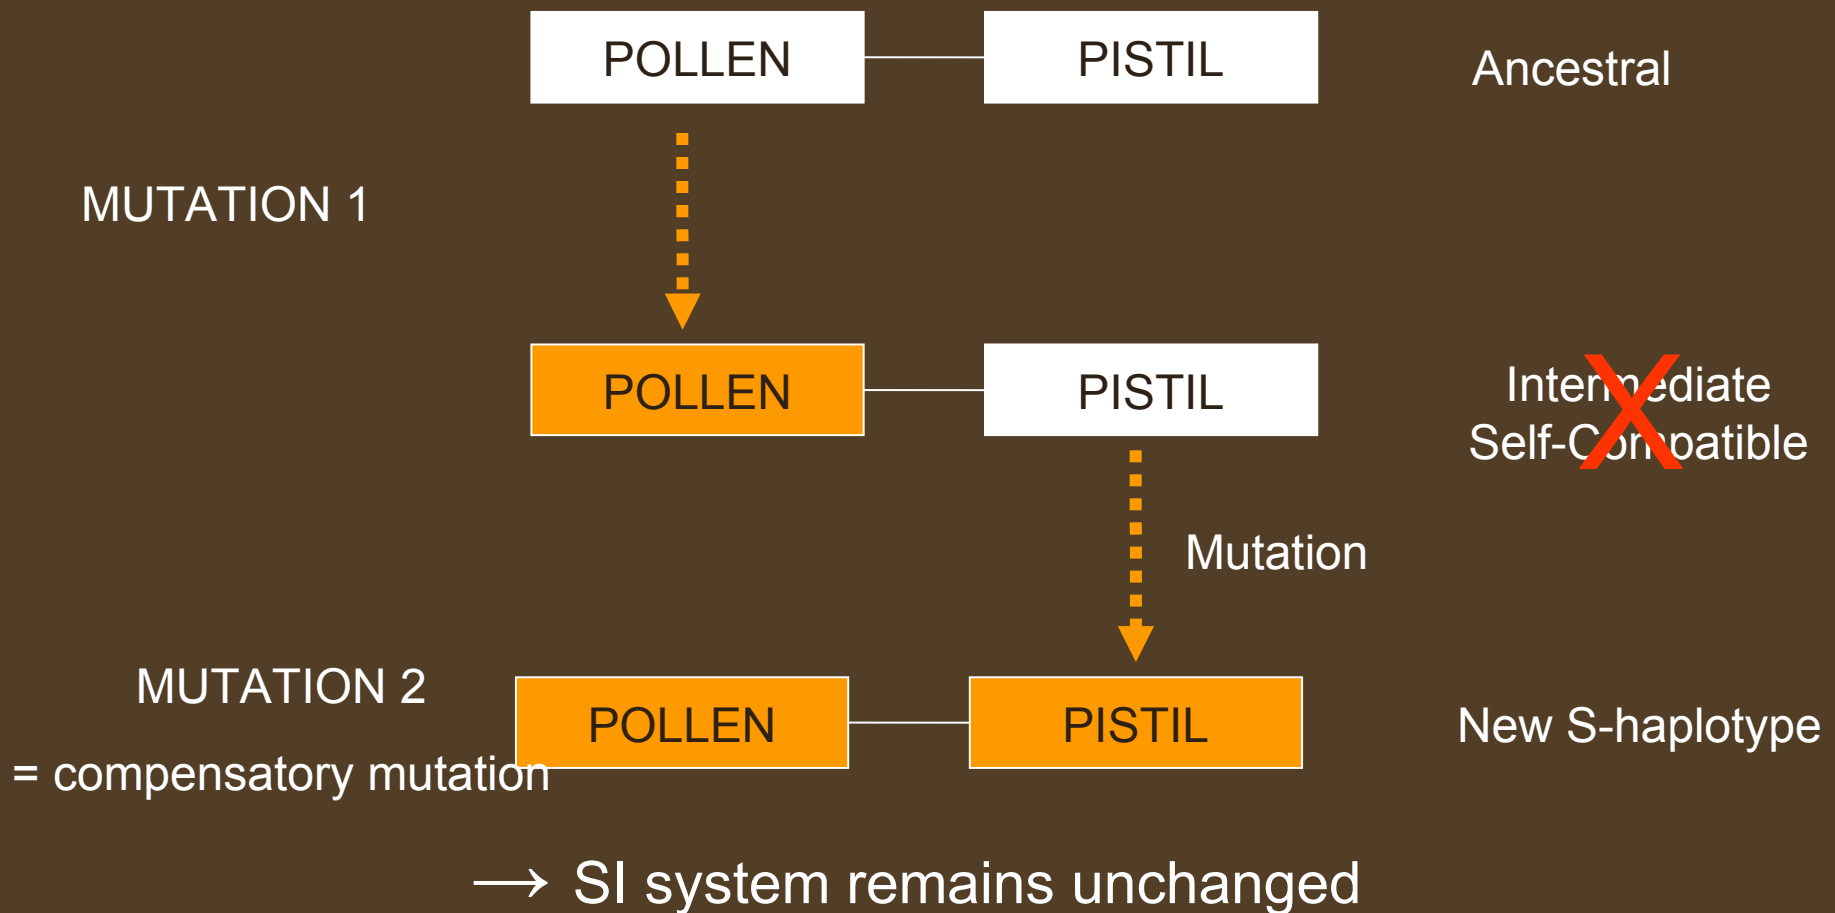 POLLEN PISTIL Ancestral
MUTATION 1
POLLEN PISTIL Intermediate
Self-Compatible
X
Mutation
MUTATION 2
POLLEN PISTIL New S-haplotype
= compensatory mutation
→ SI system remains unchanged